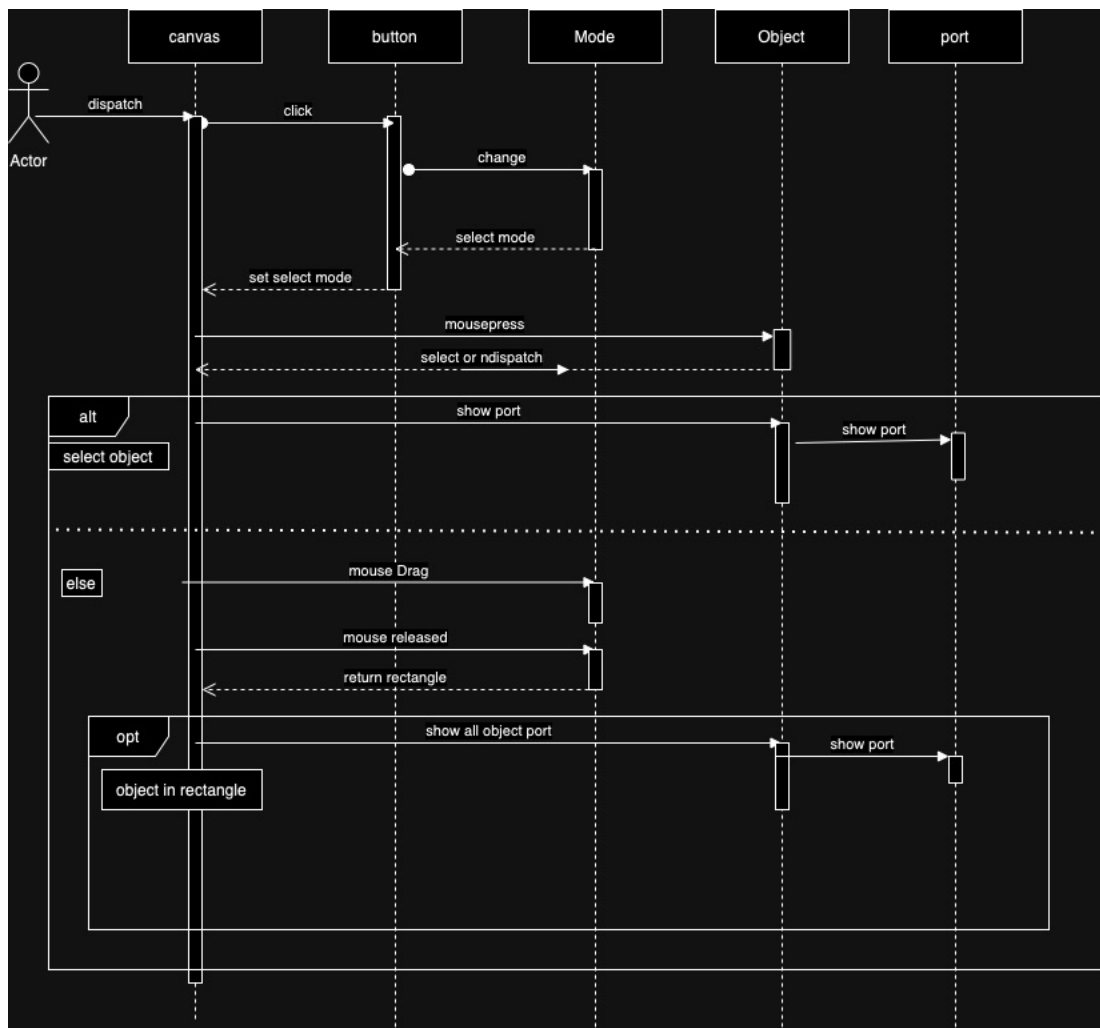 canvas
button
Mode
Object
port
dispatch
click
Actor
change
select mode
set select mode
mousepress
select or ndispatch
alt
show port
show port
select object
else
mouse Drag
mouse released
return rectangle
opt
show all object port
show port
object in rectangle